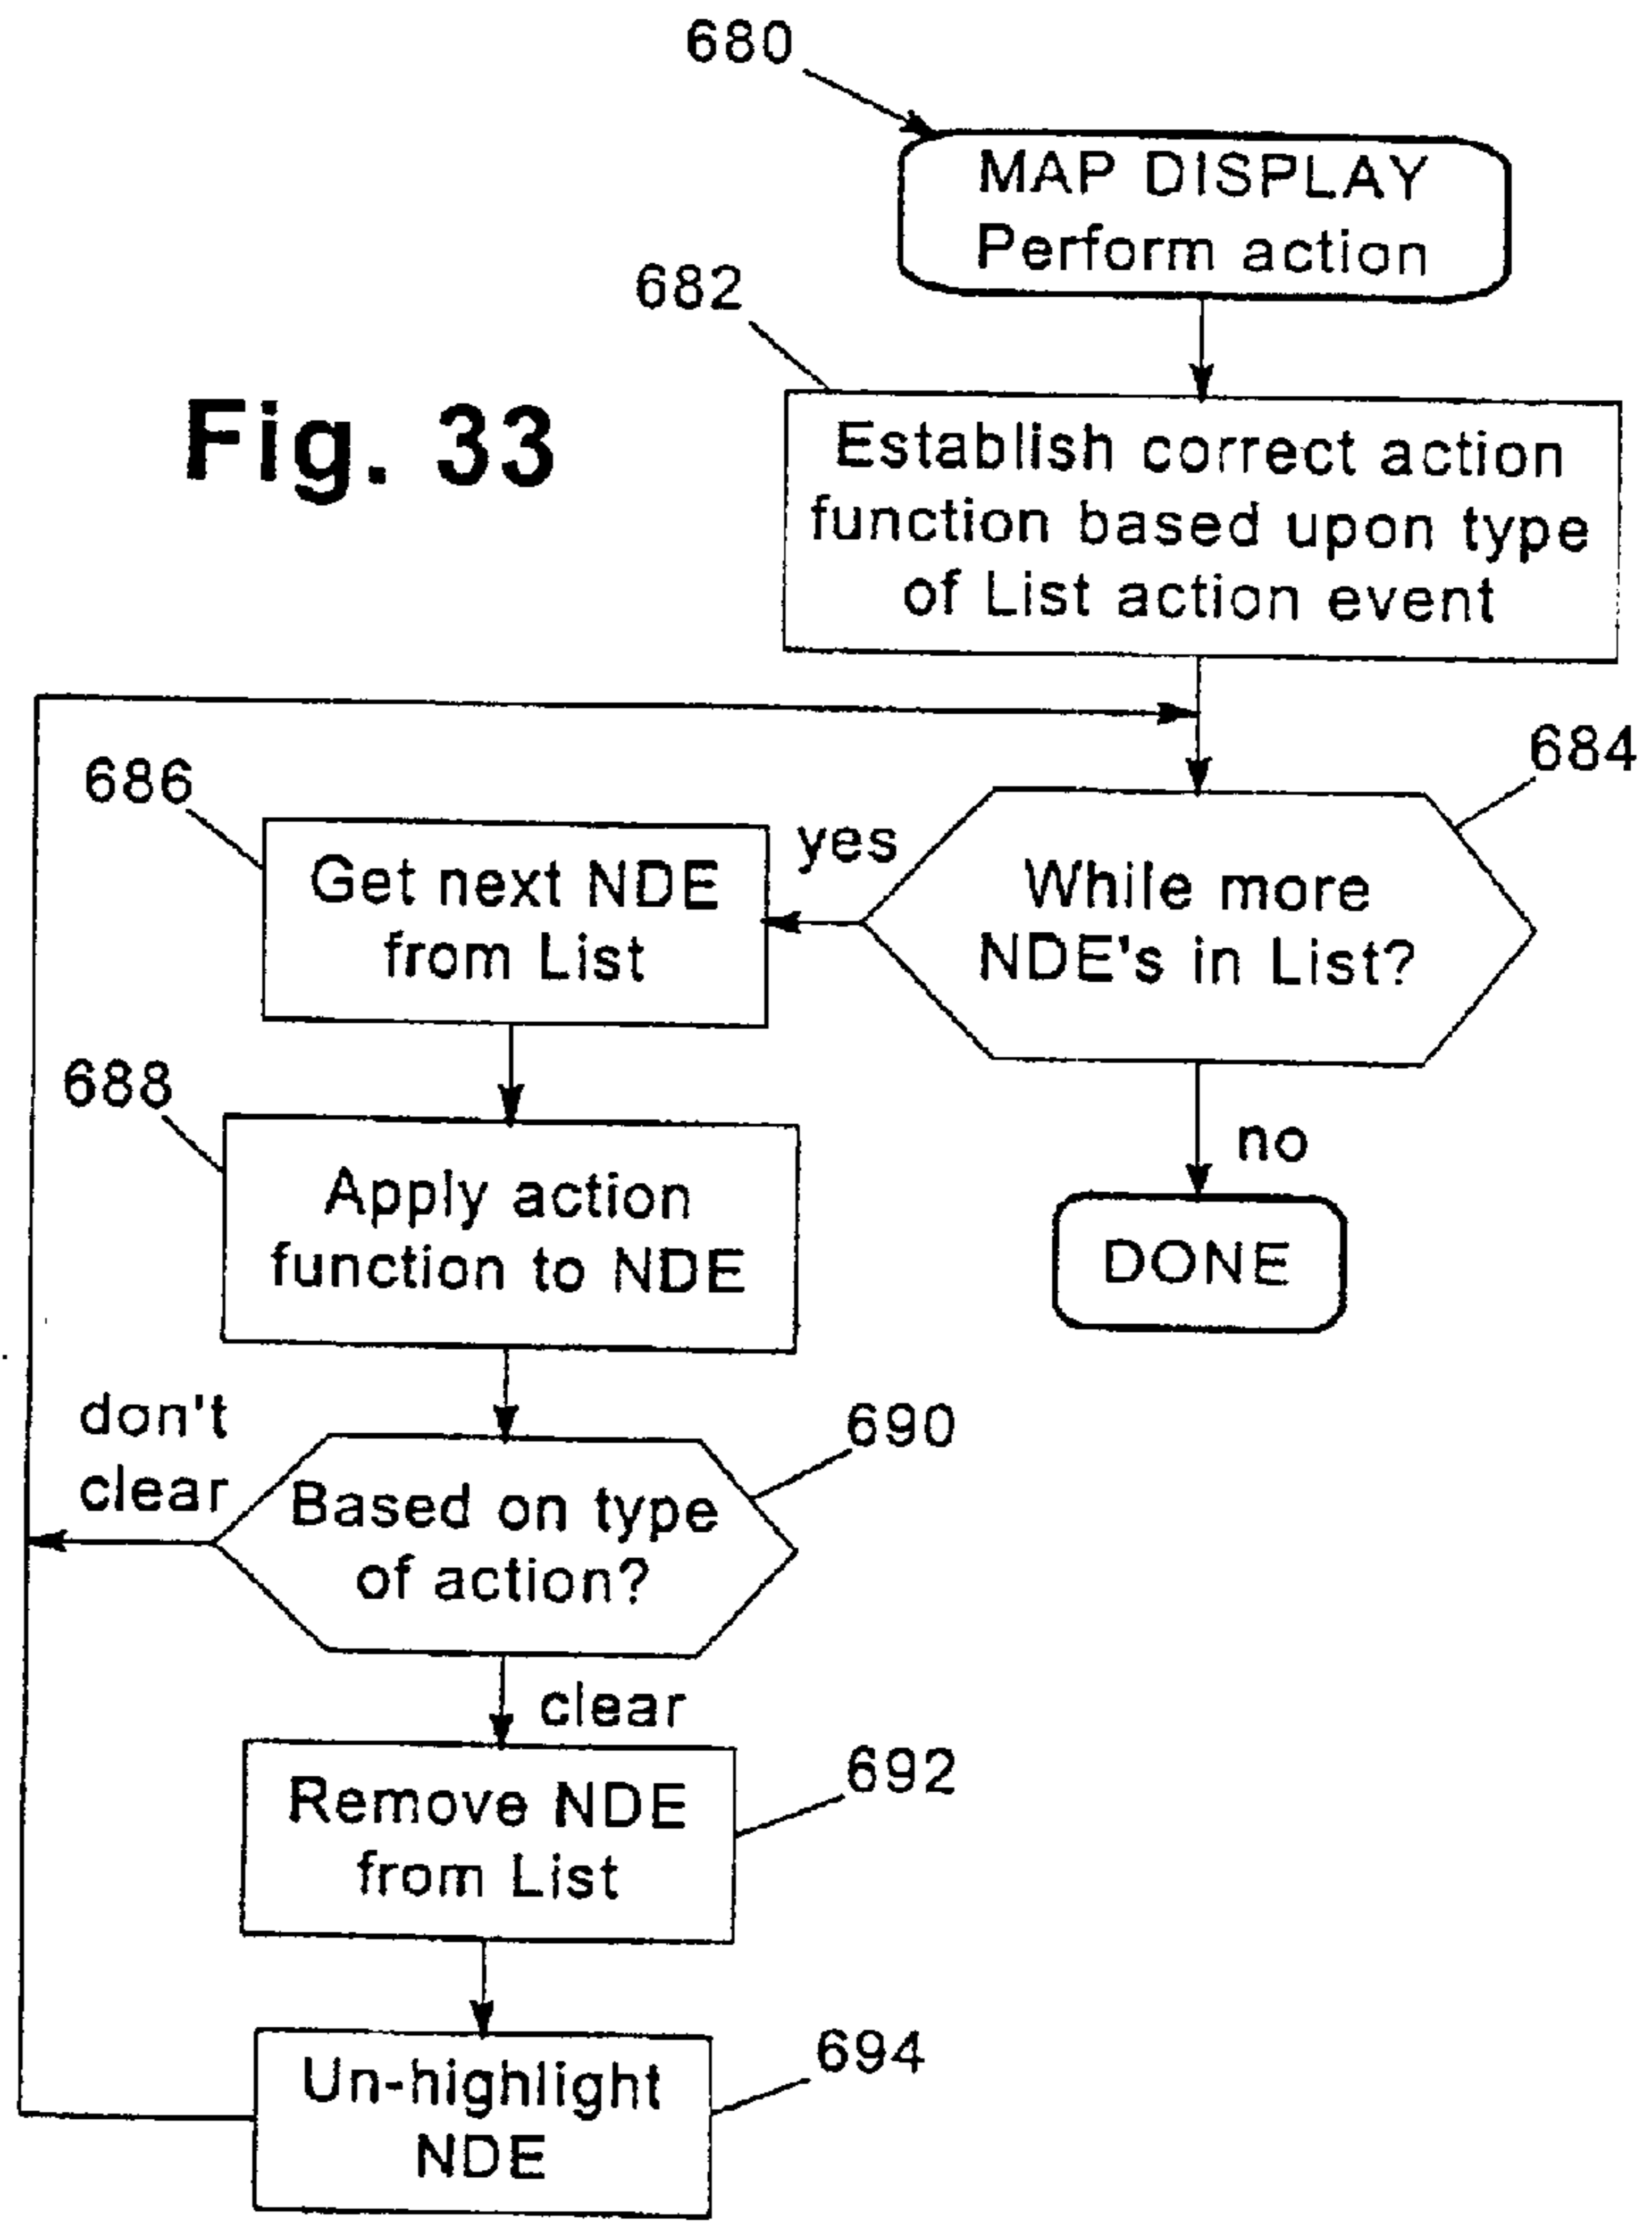 680
MAP DISPLAY
Perform action
682
Fig. 33
Establish correct action
function based upon type
of List action event
684
686
yes
Get next NDE
from List
While more
NDE's in List?
688
no
Apply action
function to NDE
DONE
don't
clear
690
Based on type
of action?
clear
692
Remove NDE
from List
694
Un-highlight
NDE